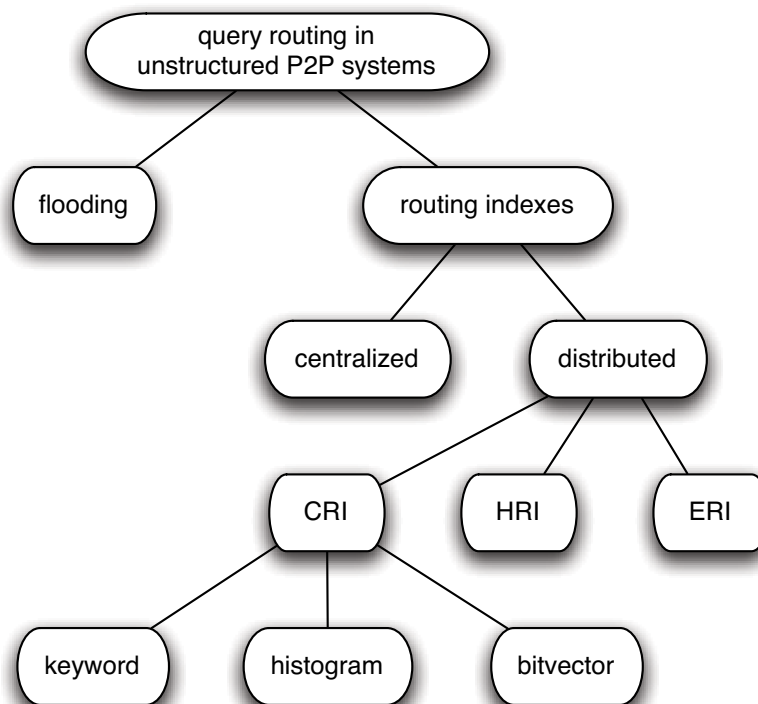 query routing in
unstructured P2P systems
flooding
routing indexes
centralized
distributed
CRI
HRI
ERI
keyword
histogram
bitvector